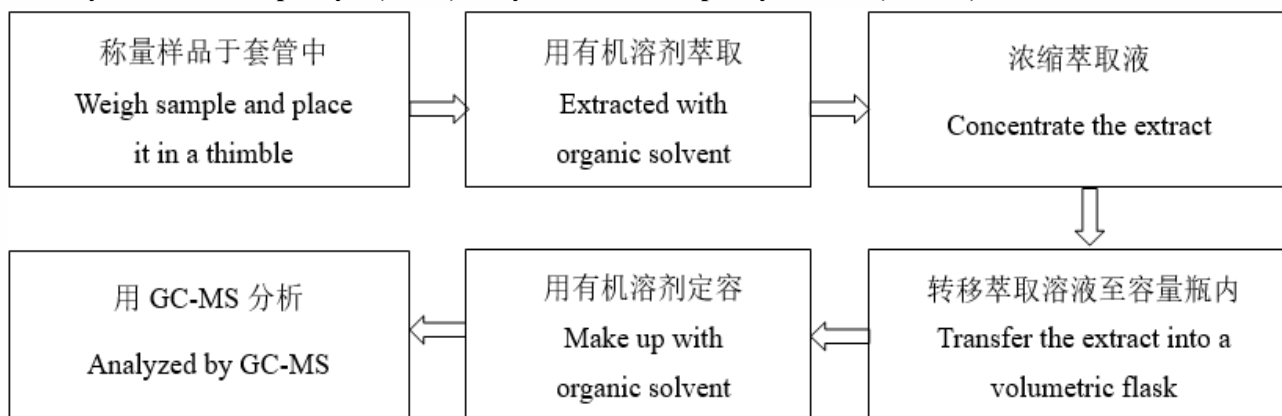 称量样品于套管中
Weigh sample and place
it in a thimble
用有机溶剂萃取
Extracted with
organic solvent
浓缩萃取液
Concentrate the extract
转移萃取溶液至容量瓶内
Transfer the extract into a
volumetric flask
用有机溶剂定容
Make up with
organic solvent
用 GC-MS 分析
Analyzed by GC-MS